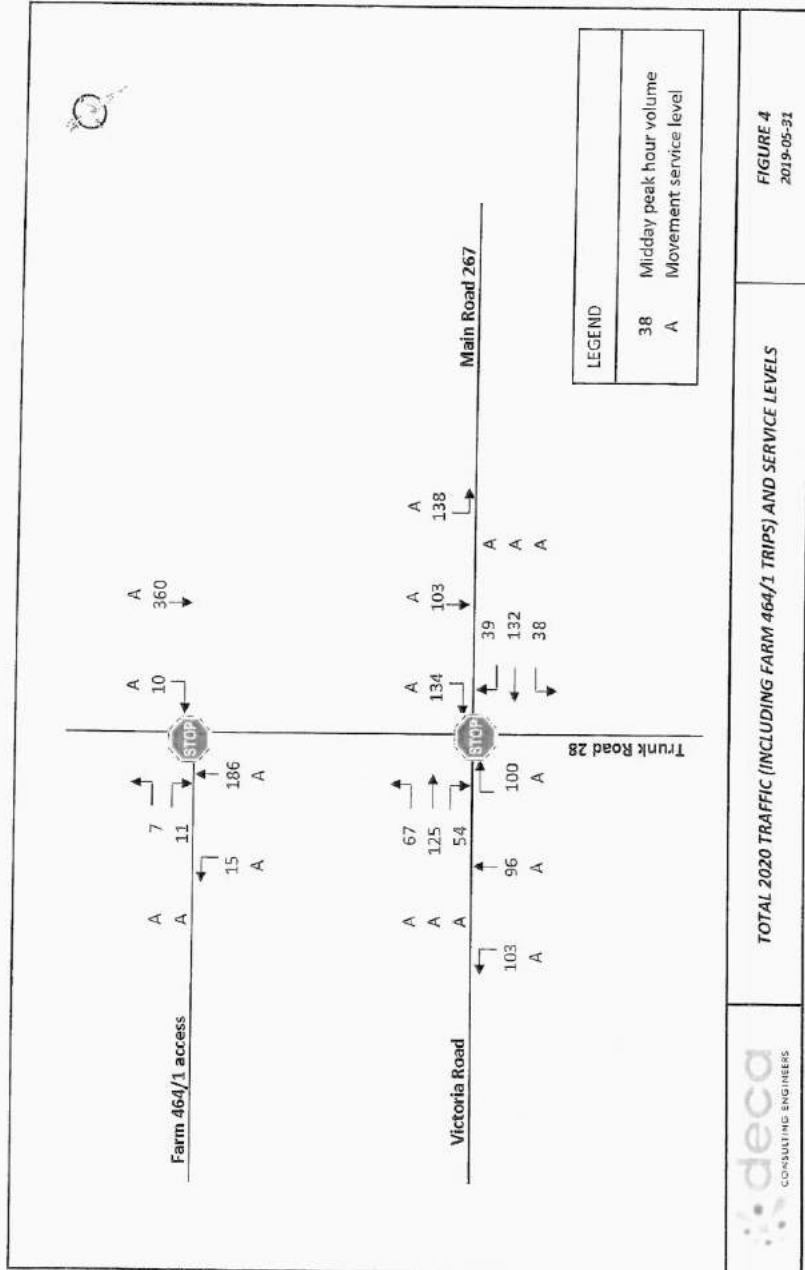 A
A
10
360
STOP
7
11
186
A
15
A
A
A
Farm 464/1 access
A
A
A
134
103
138
Main Road 267
STOP
67
125
54
39
132
38
A
A
A
A
A
A
100
A
96
A
103
A
Victoria Road
Trunk Road 28
LEGEND
38 Midday peak hour volume
A Movement service level
deca
CONSULTING ENGINEERS
TOTAL 2020 TRAFFIC (INCLUDING FARM 464/1 TRIPS) AND SERVICE LEVELS
FIGURE 4
2019-05-31